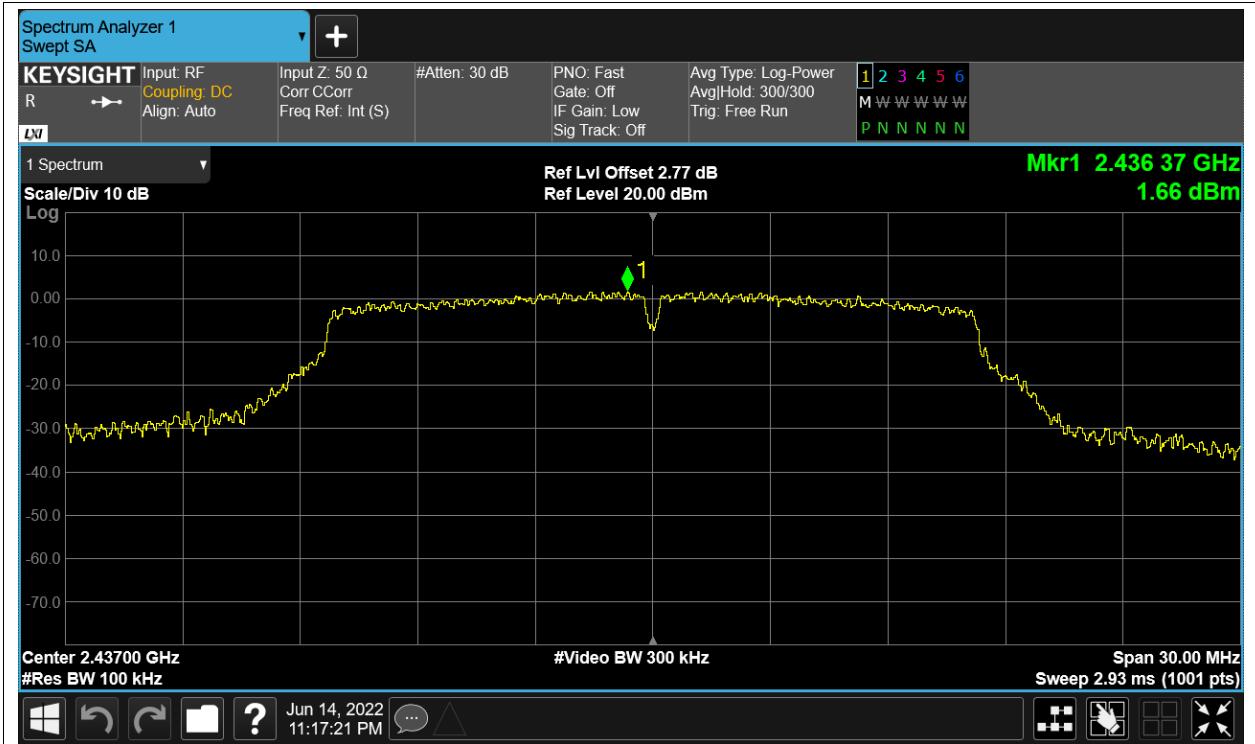 Spectrum Analyzer 1
Swept SA
KEYSIGHT
R
LXI
Input: RF
Coupling: DC
Align: Auto
Input Z: 50 Ω
Corr CCorr
Freq Ref: Int (S)
#Atten: 30 dB
PNO: Fast
Gate: Off
IF Gain: Low
Sig Track: Off
Avg Type: Log-Power
Avg|Hold: 300/300
Trig: Free Run
1 2 3 4 5 6
M W W W W W
P N N N N N
1 Spectrum
Scale/Div 10 dB
Log
Ref Lvl Offset 2.77 dB
Ref Level 20.00 dBm
Mkr1 2.436 37 GHz
1.66 dBm
10.0
1
0.00
-10.0
-20.0
-30.0
-40.0
-50.0
-60.0
-70.0
Center 2.43700 GHz
#Video BW 300 kHz
Span 30.00 MHz
#Res BW 100 kHz
Sweep 2.93 ms (1001 pts)
?
Jun 14, 2022
11:17:21 PM